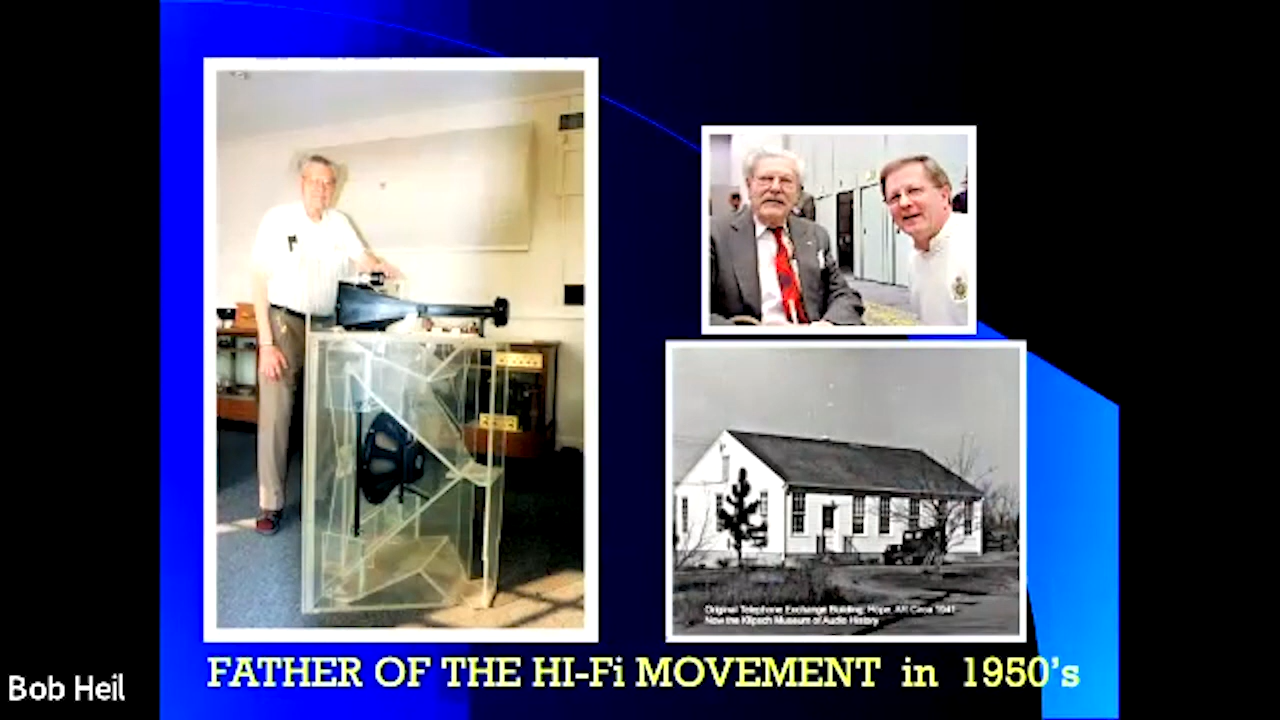 Original Telephone Exchange Building, Hope, AR Circa 1941
Now the Klipsch Museum of Audio History
FATHER OF THE HI-Fi MOVEMENT in 1950's
Bob Heil